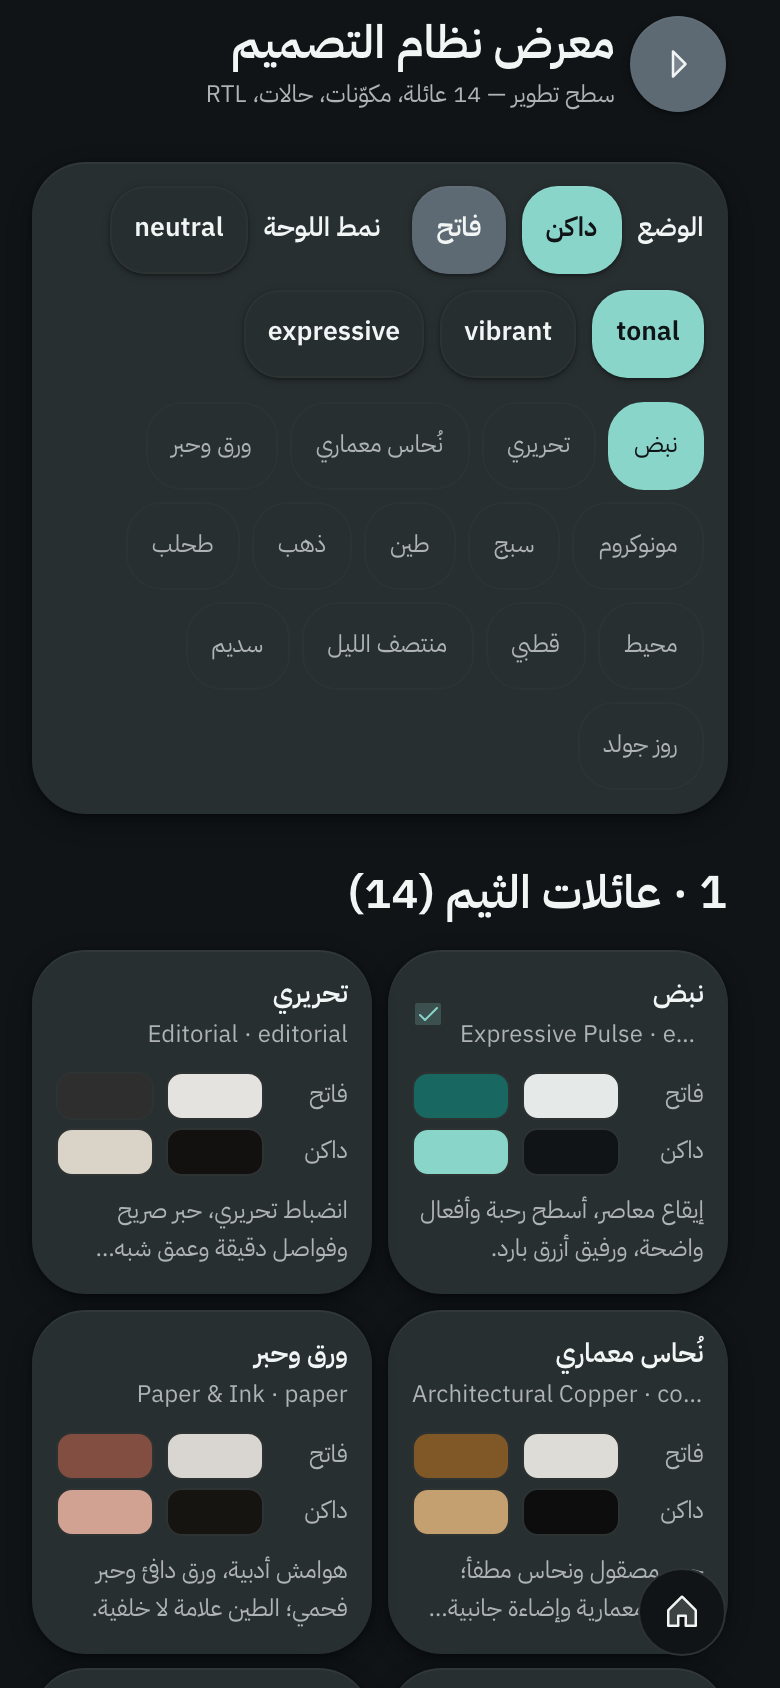 معرض نظام التصميم
سطح تطوير — 14 عائلة، مكوّنات، حالات، RTL
الوضع داكن فاتح نمط اللوحة neutral
tonal vibrant expressive
نبض تحريري نُحاس معماري ورق وحبر
مونوكروم سبج طين ذهب طحلب
محيط قطبي منتصف الليل سديم
روز جولد
1 · عائلات الثيم (14)
نبض
Expressive Pulse · e...
فاتح
داكن
إيقاع معاصر، أسطح رحبة وأفعال
واضحة، ورفيق أزرق بارد.
تحريري
Editorial · editorial
فاتح
داكن
انضباط تحريري، حبر صريح
وفواصل دقيقة وعمق شبه...
نُحاس معماري
Architectural Copper · co...
فاتح
داكن
مصقول ونحاس مطفأ؛
معمارية وإضاءة جانبية...
ورق وحبر
Paper & Ink · paper
فاتح
داكن
هوامش أدبية، ورق دافئ وحبر
فحمي؛ الطين علامة لا خلفية.